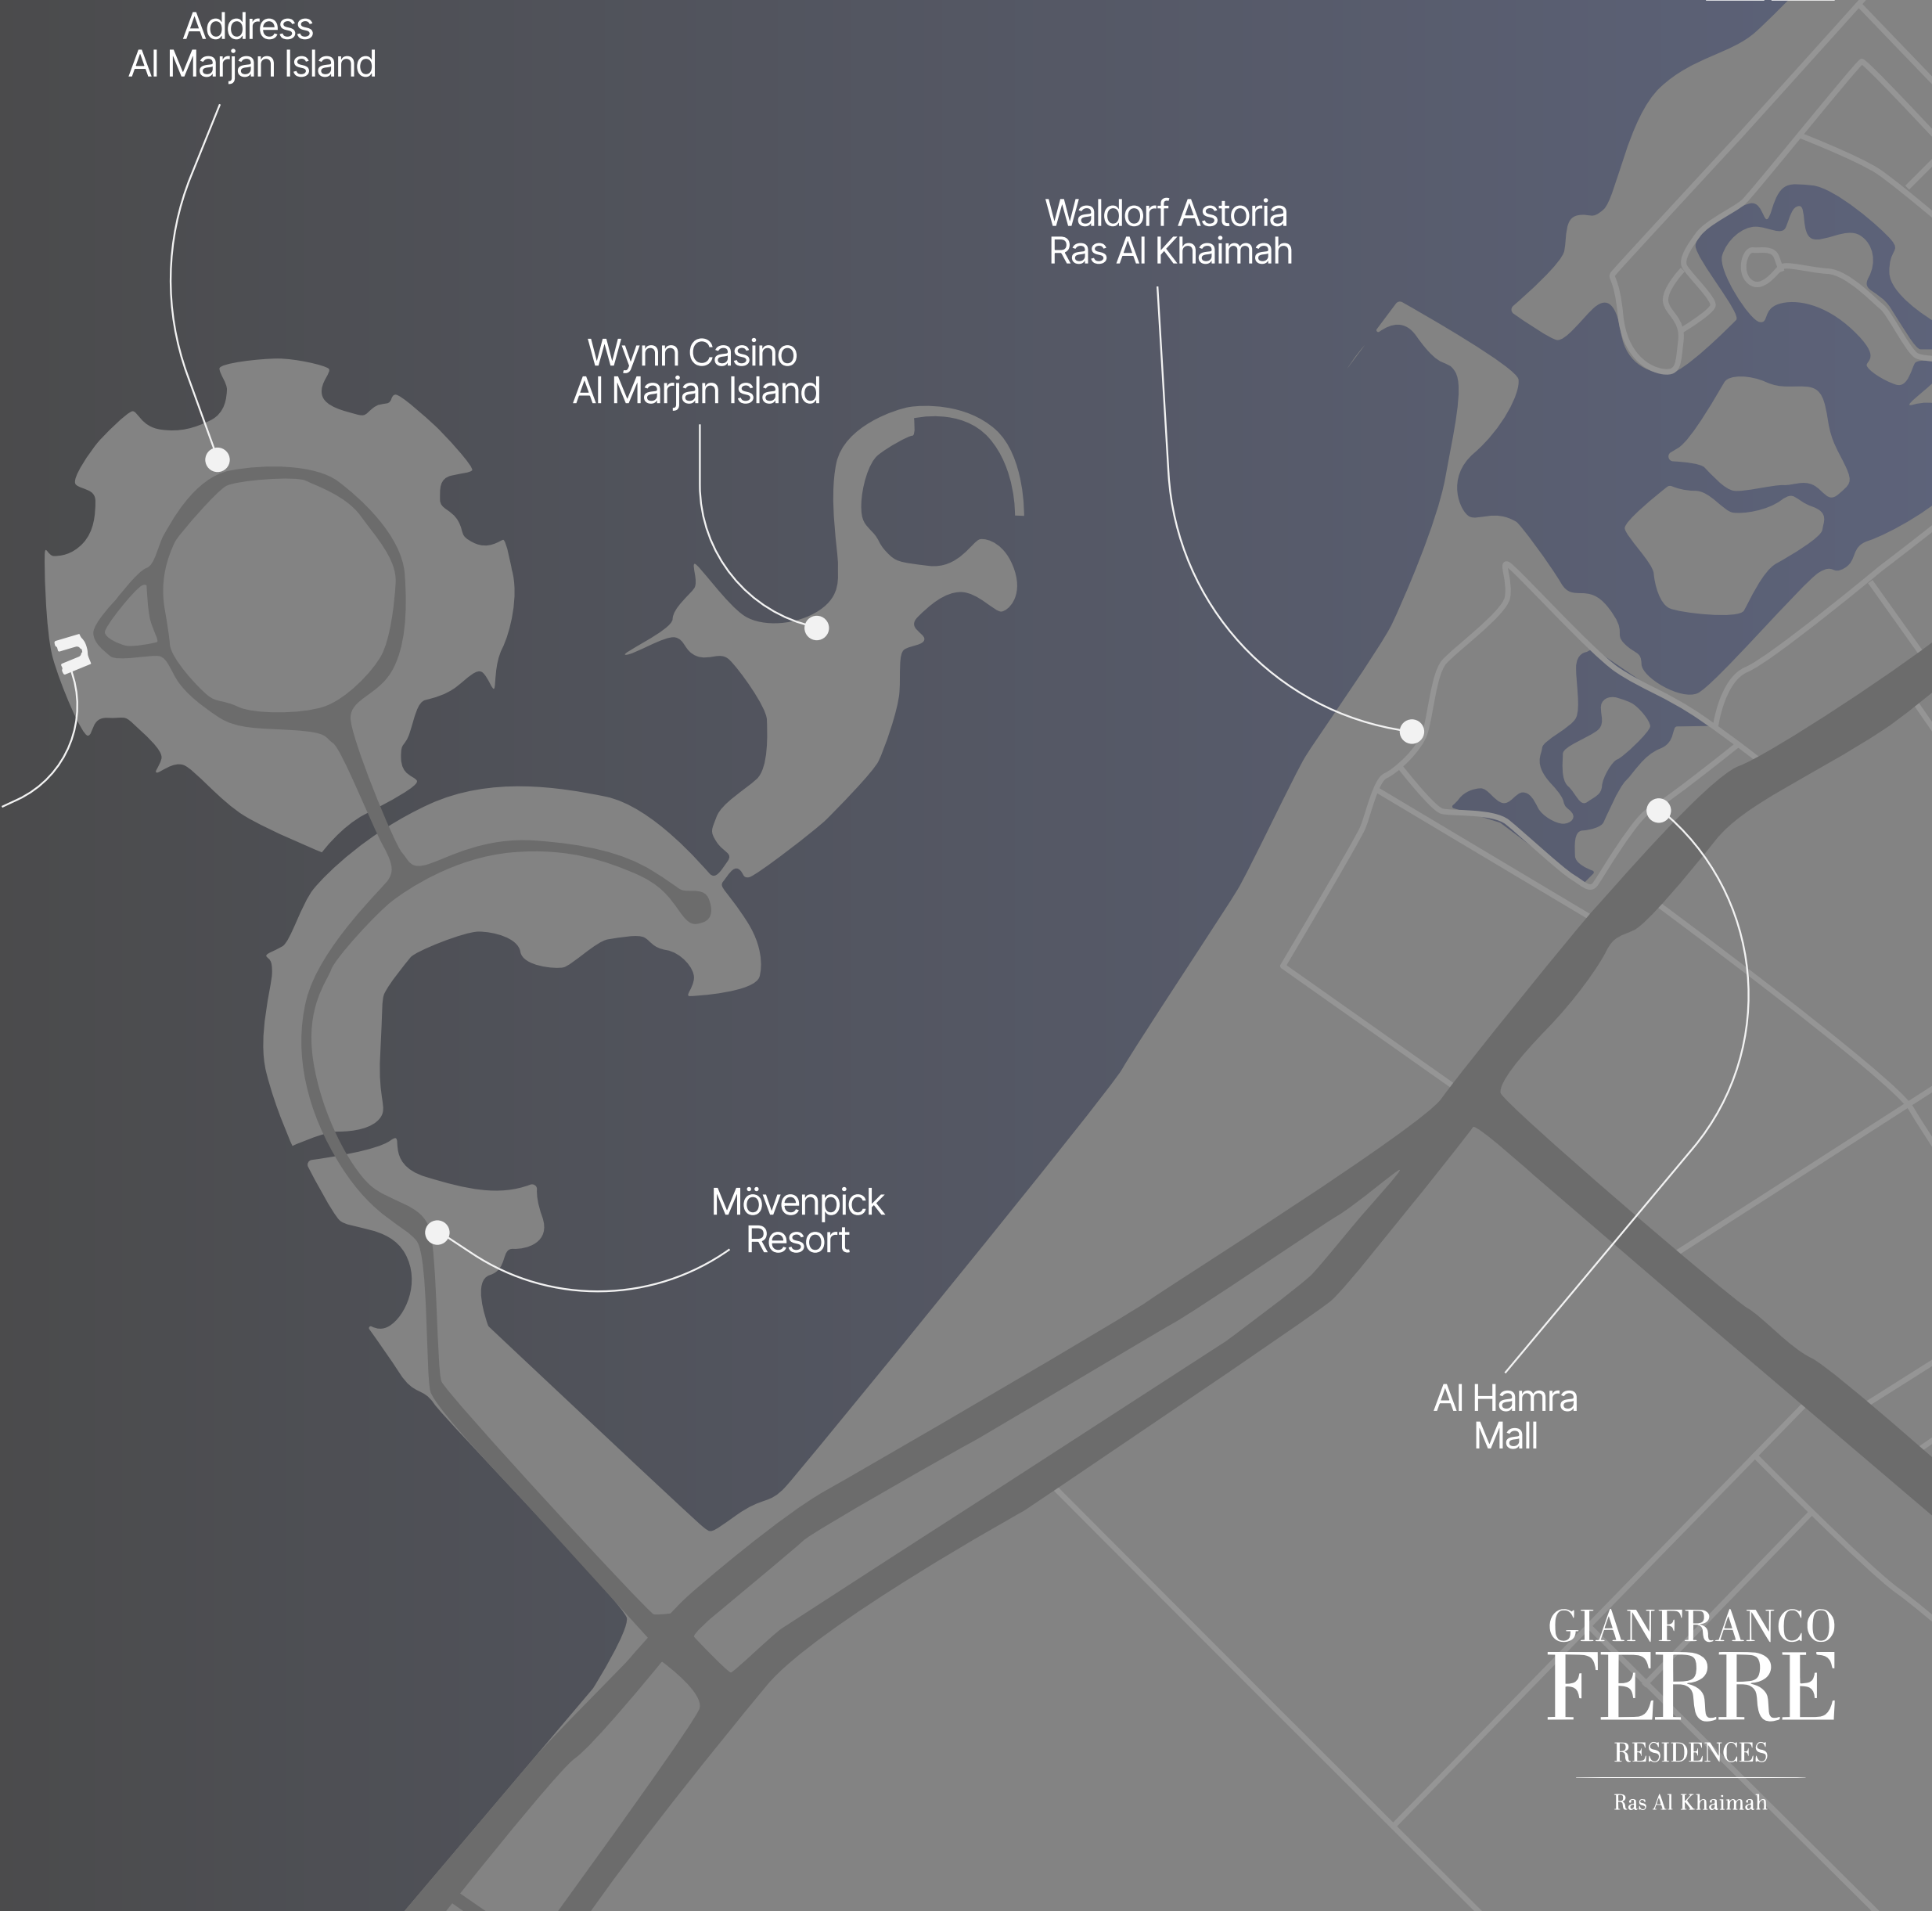 Address
Al Marjan Island
Waldorf Astoria
Ras Al Khaimah
Wynn Casino
Al Marjan Island
Mövenpick
Resort
Al Hamra
Mall
GIANFRANCO
FERRE
RESIDENCES
Ras Al Khaimah